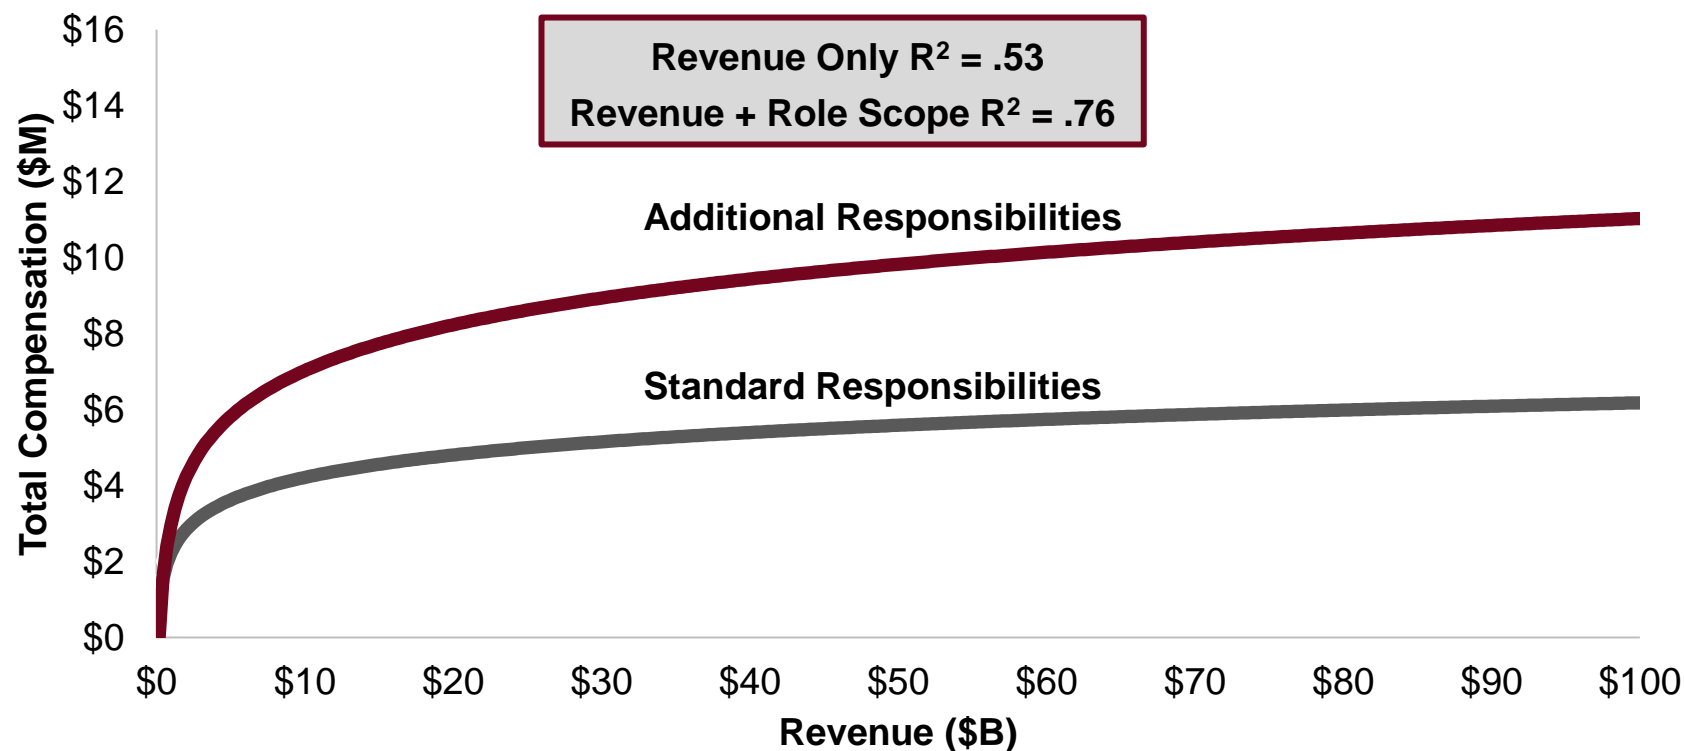 Revenue Only R² = .53
Revenue + Role Scope R² = .76
Total Compensation ($M)
$16
$14
$12
$10
$8
$6
$4
$2
$0
Additional Responsibilities
Standard Responsibilities
$0 $10 $20 $30 $40 $50 $60 $70 $80 $90 $100
Revenue ($B)